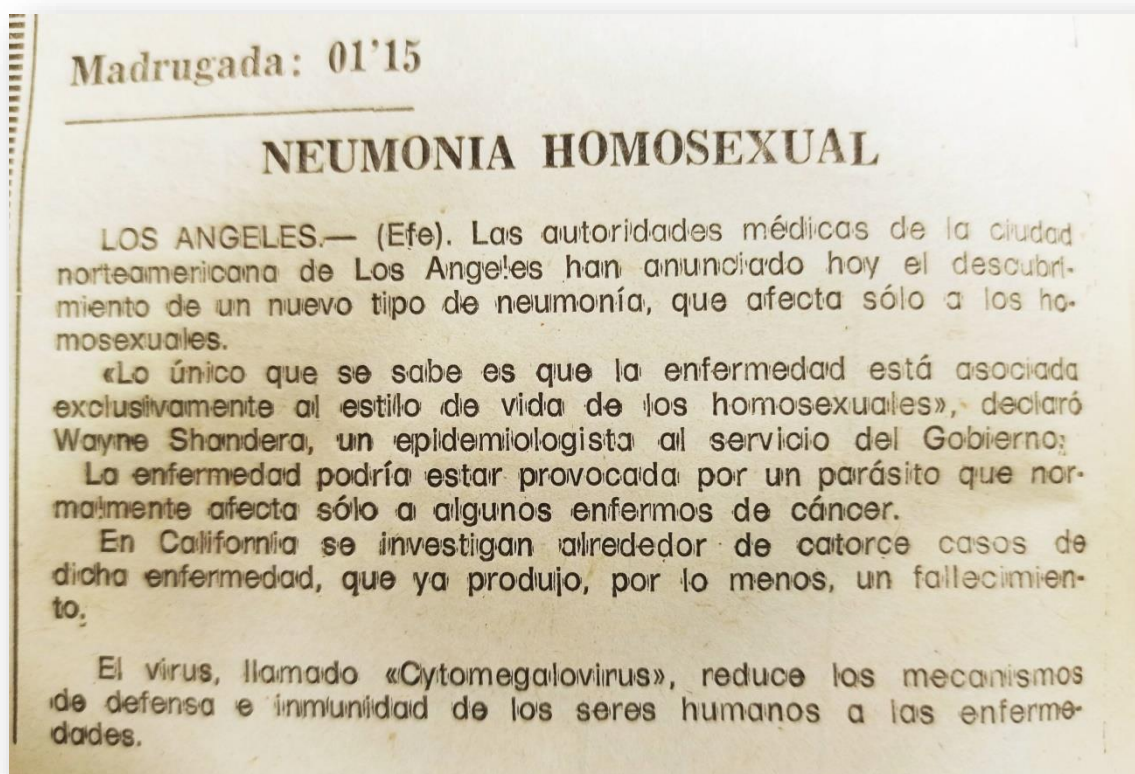 Madrugada: 01'15
NEUMONIA HOMOSEXUAL
LOS ANGELES.— (Efe). Las autoridades médicas de la ciudad
norteamericana de Los Angeles han anunciado hoy el descubri-
miento de un nuevo tipo de neumonía, que afecta sólo a los ho-
mosexuales.
«Lo único que se sabe es que la enfermedad está asociada
exclusivamente al estilo de vida de los homosexuales», declaró
Wayne Shandera, un epidemiologista al servicio del Gobierno.
La enfermedad podría estar provocada por un parásito que nor-
malmente afecta sólo a algunos enfermos de cáncer.
En California se investigan alrededor de catorce casos de
dicha enfermedad, que ya produjo, por lo menos, un fallecimien-
to.
El virus, llamado «Cytomegalovirus», reduce los mecanismos
de defensa e inmunidad de los seres humanos a las enferme-
dades.